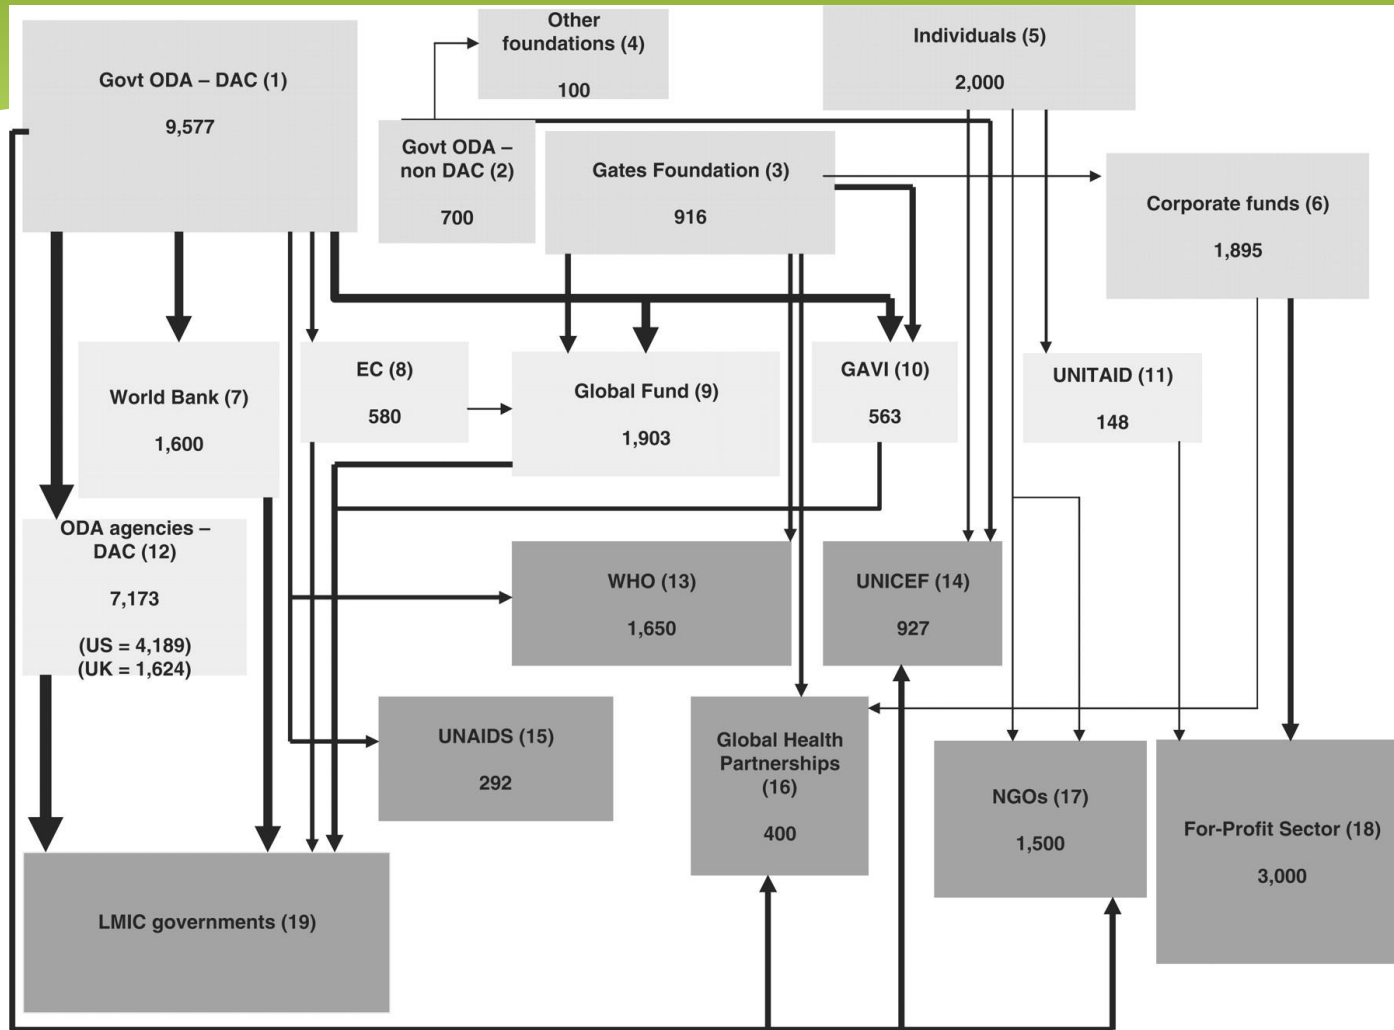 Other
foundations (4)
100
Individuals (5)
2,000
Govt ODA – DAC (1)
9,577
Govt ODA –
non DAC (2)
700
Gates Foundation (3)
916
Corporate funds (6)
1,895
World Bank (7)
1,600
EC (8)
580
Global Fund (9)
1,903
GAVI (10)
563
UNITAID (11)
148
ODA agencies –
DAC (12)
7,173
(US = 4,189)
(UK = 1,624)
WHO (13)
1,650
UNICEF (14)
927
UNAIDS (15)
292
Global Health
Partnerships
(16)
400
NGOs (17)
1,500
For-Profit Sector (18)
3,000
LMIC governments (19)